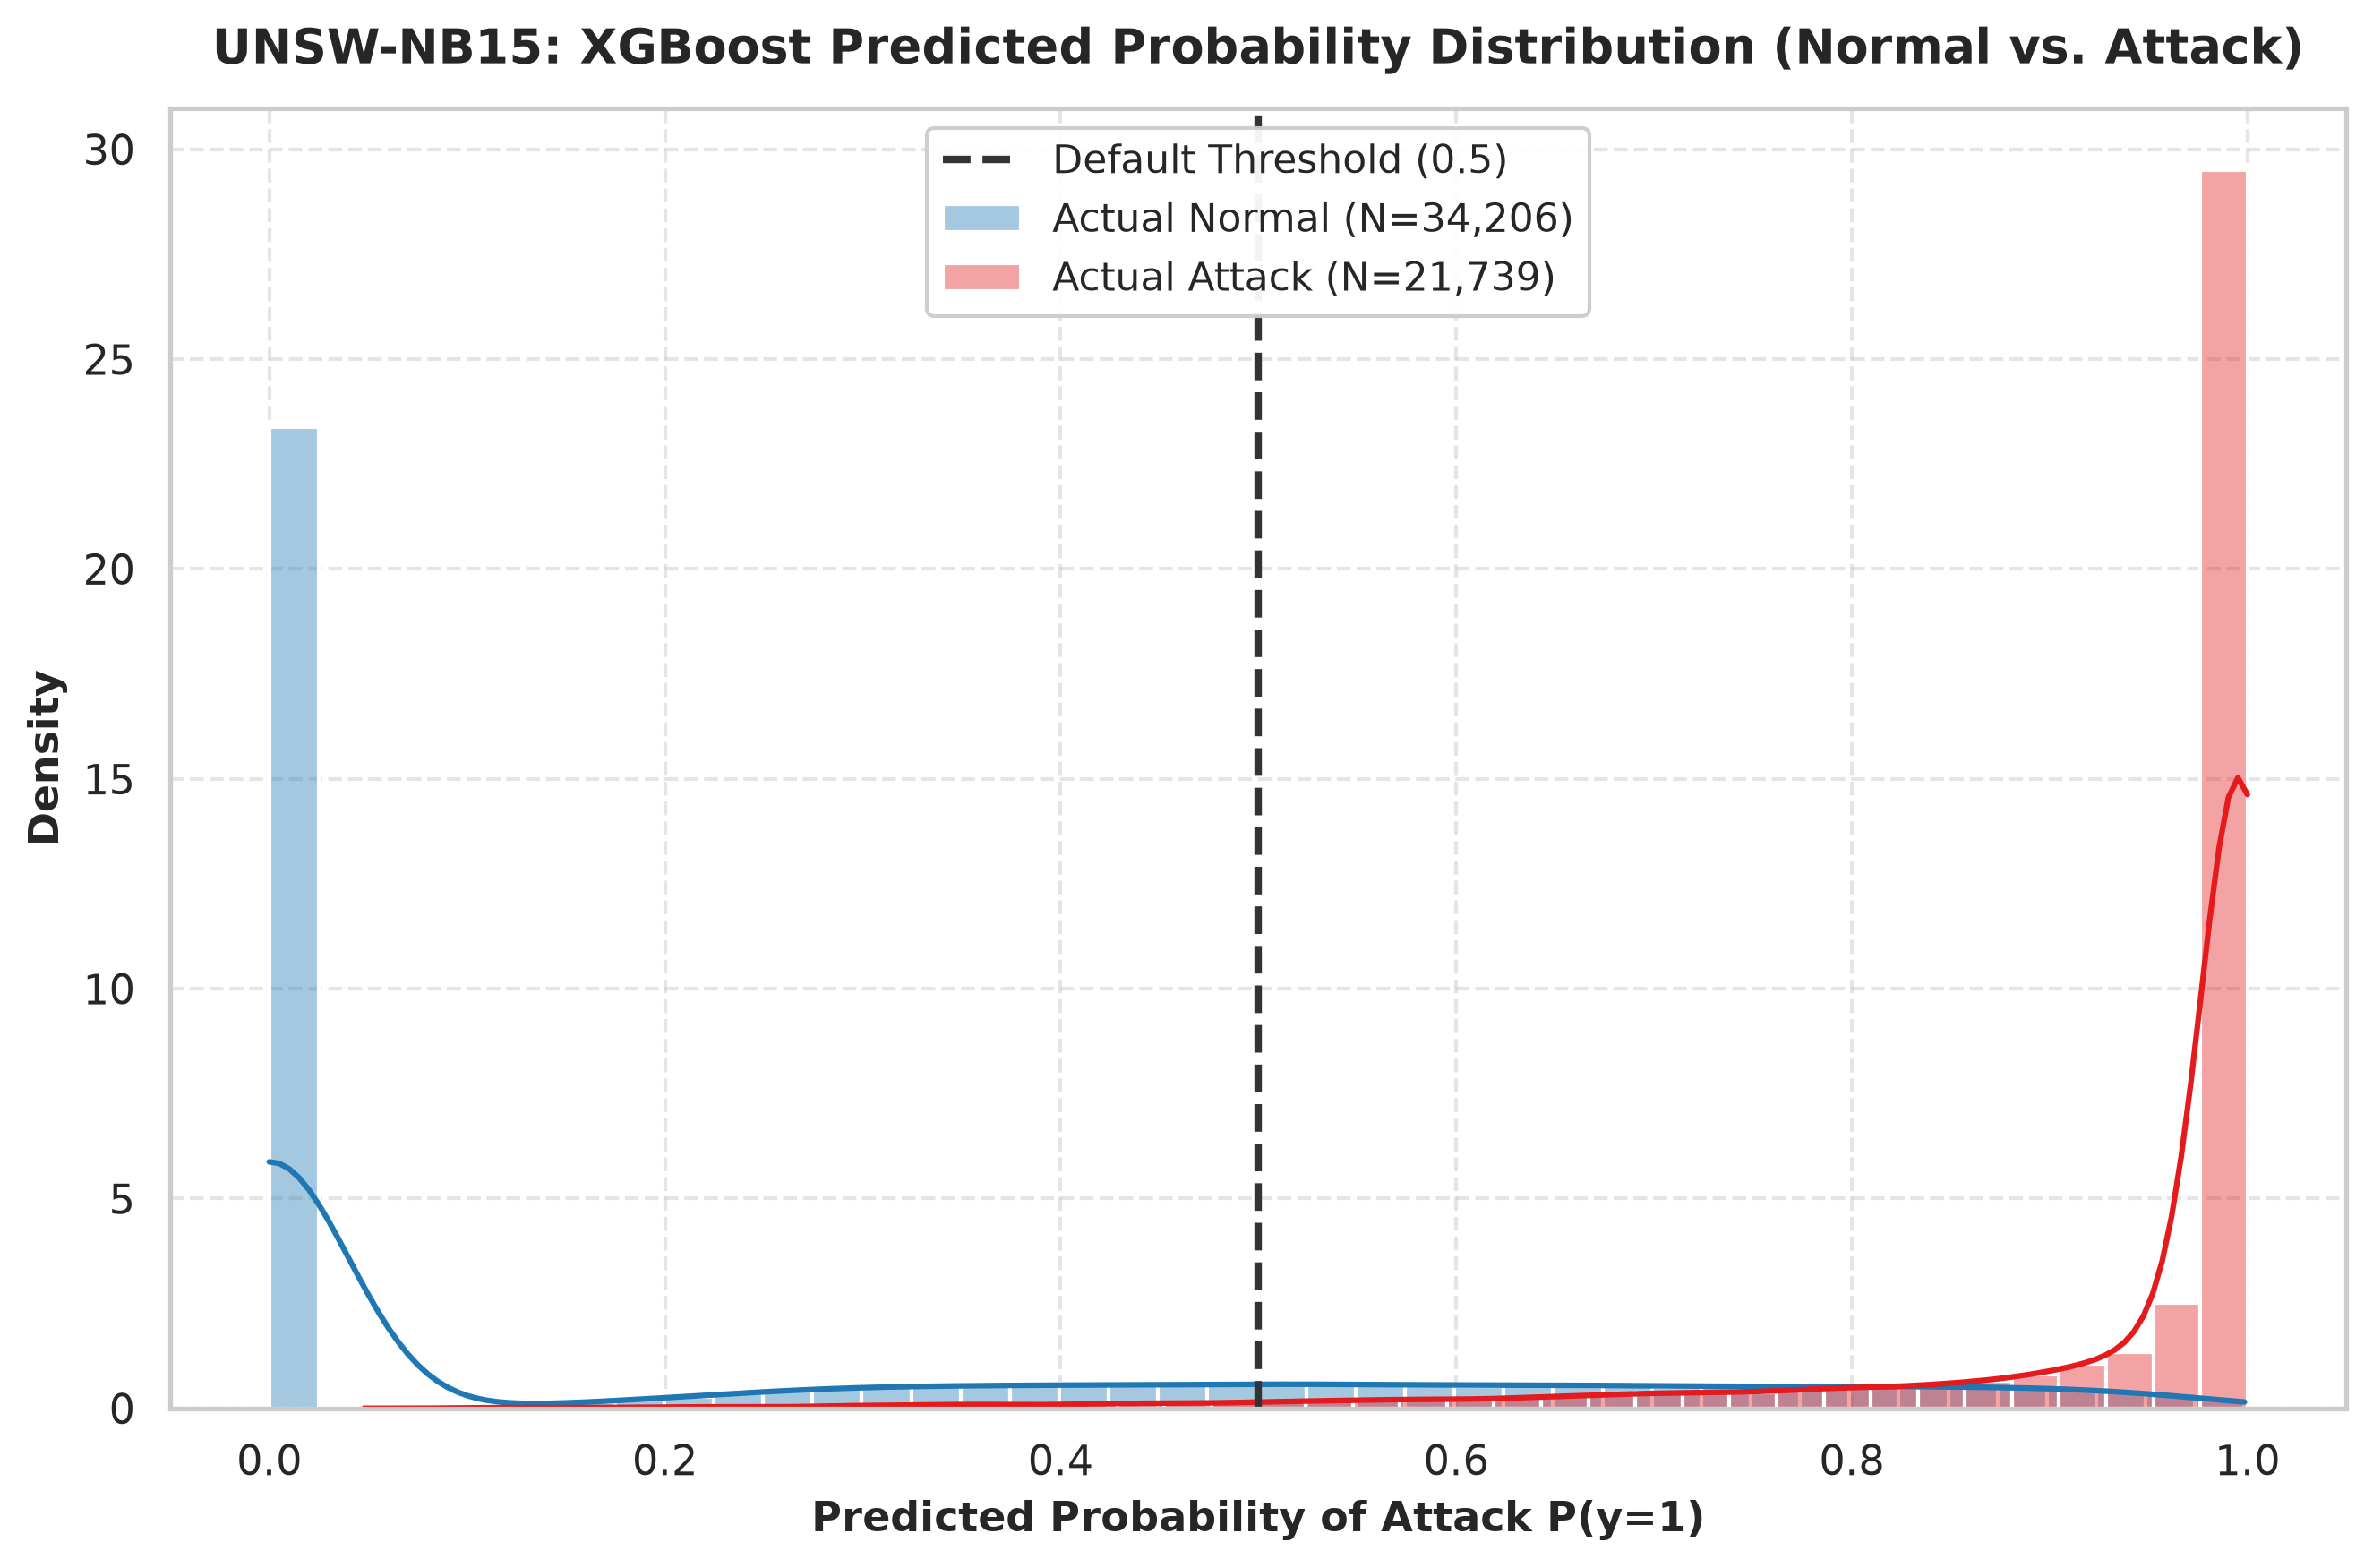 UNSW-NB15: XGBoost Predicted Probability Distribution (Normal vs. Attack)
Default Threshold (0.5)
Actual Normal (N=34,206)
Actual Attack (N=21,739)
30
25
20
15
10
5
0
Density
0.0 0.2 0.4 0.6 0.8 1.0
Predicted Probability of Attack P(y=1)